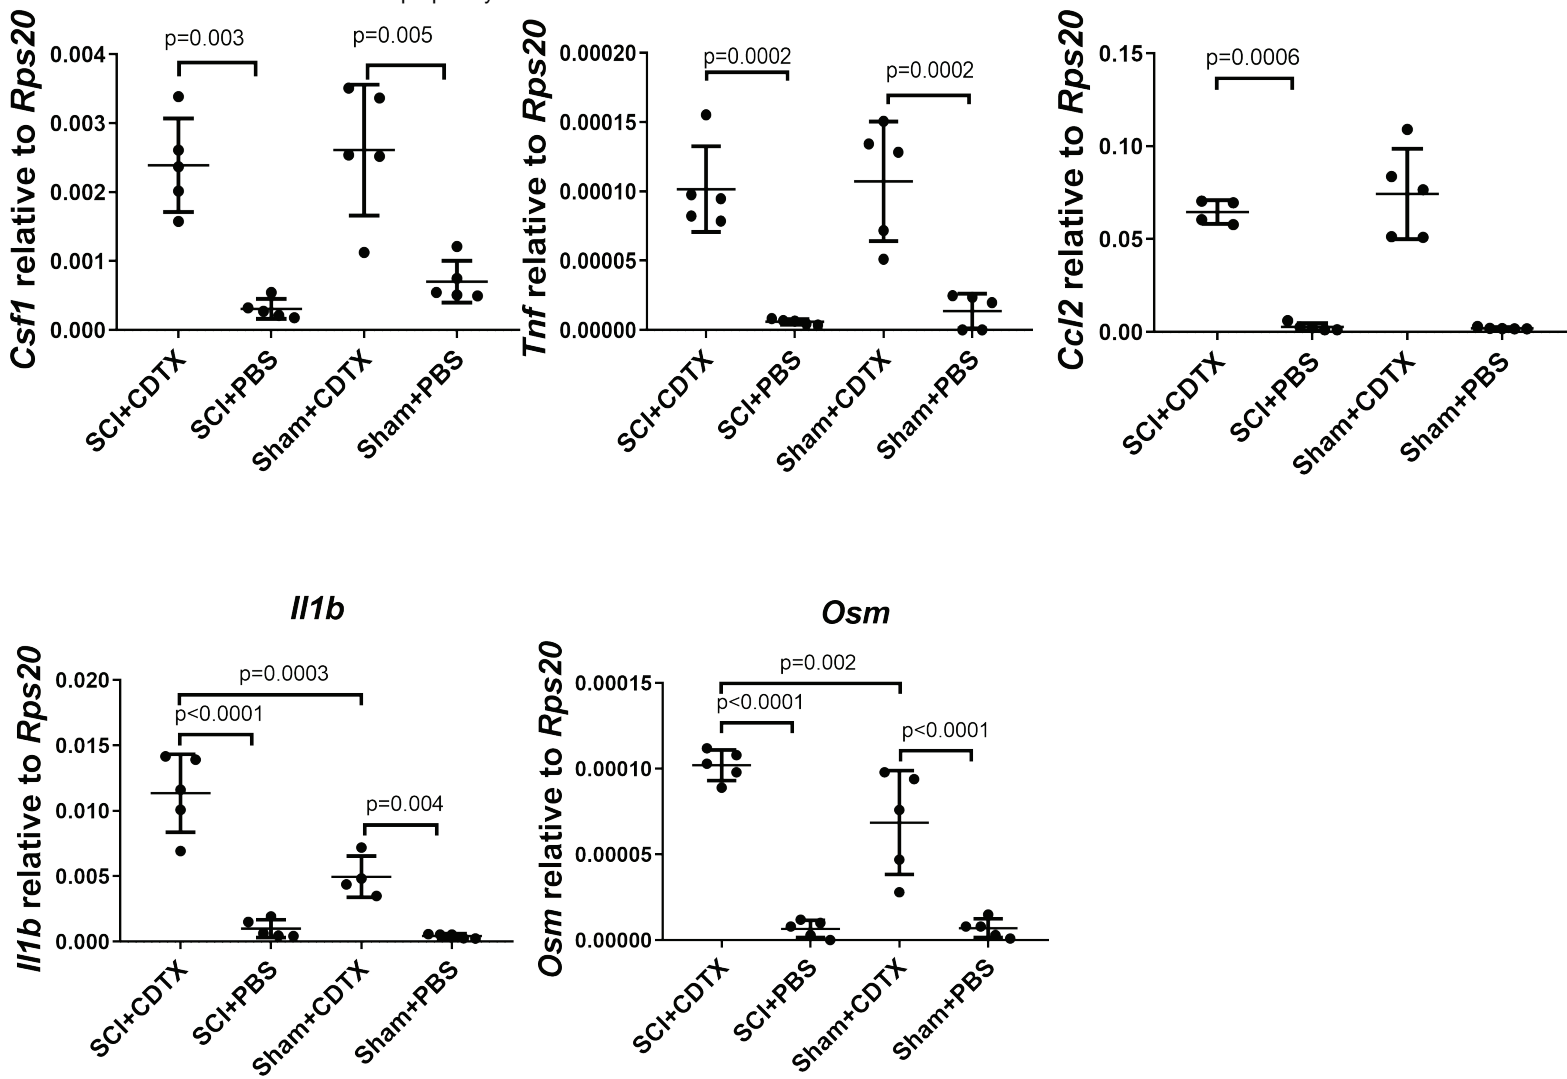 p=0.003
p=0.005
0.004
0.003
0.002
0.001
0.000
Csf1 relative to Rps20
SCI+CDTX
SCI+PBS
Sham+CDTX
Sham+PBS
p=0.0002
p=0.0002
0.00020
0.00015
0.00010
0.00005
0.00000
Tnf relative to Rps20
SCI+CDTX
SCI+PBS
Sham+CDTX
Sham+PBS
p=0.0006
0.15
0.10
0.05
0.00
Ccl2 relative to Rps20
SCI+CDTX
SCI+PBS
Sham+CDTX
Sham+PBS
Il1b
p=0.0003
p<0.0001
p=0.004
0.020
0.015
0.010
0.005
0.000
Il1b relative to Rps20
SCI+CDTX
SCI+PBS
Sham+CDTX
Sham+PBS
Osm
p=0.002
p<0.0001
p<0.0001
0.00015
0.00010
0.00005
0.00000
Osm relative to Rps20
SCI+CDTX
SCI+PBS
Sham+CDTX
Sham+PBS